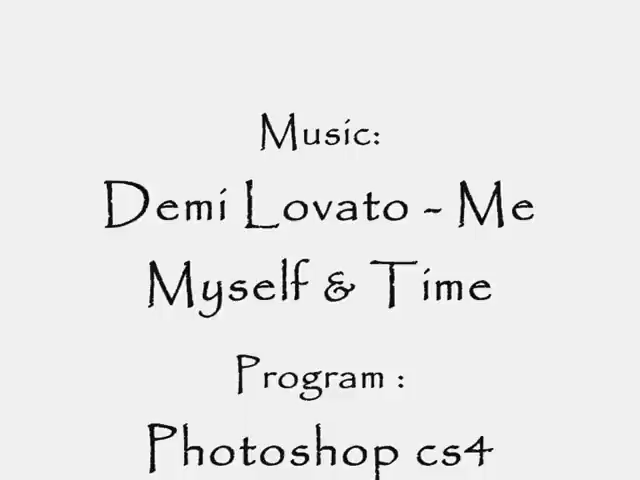 Music:
Demi Lovato - Me
Myself & Time
Program :
Photoshop cs4